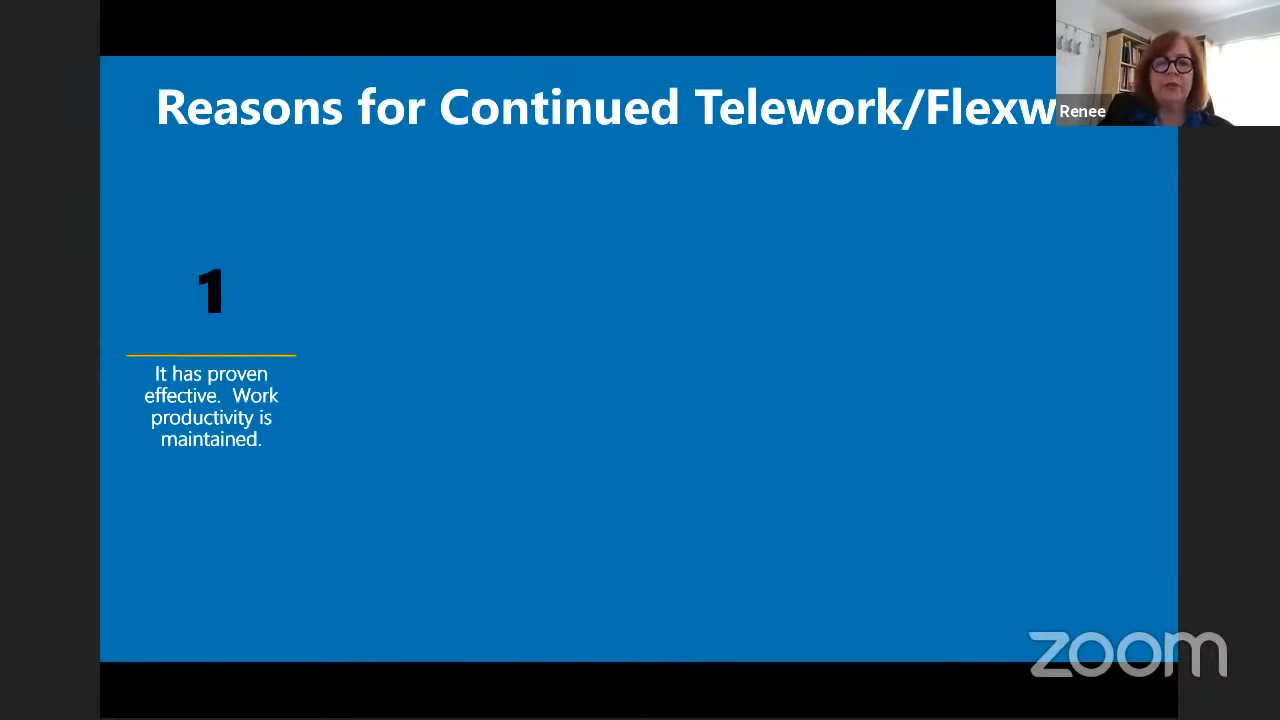 Reasons for Continued Telework/Flexw
Renee
1
It has proven
effective.  Work
productivity is
maintained.
zoom